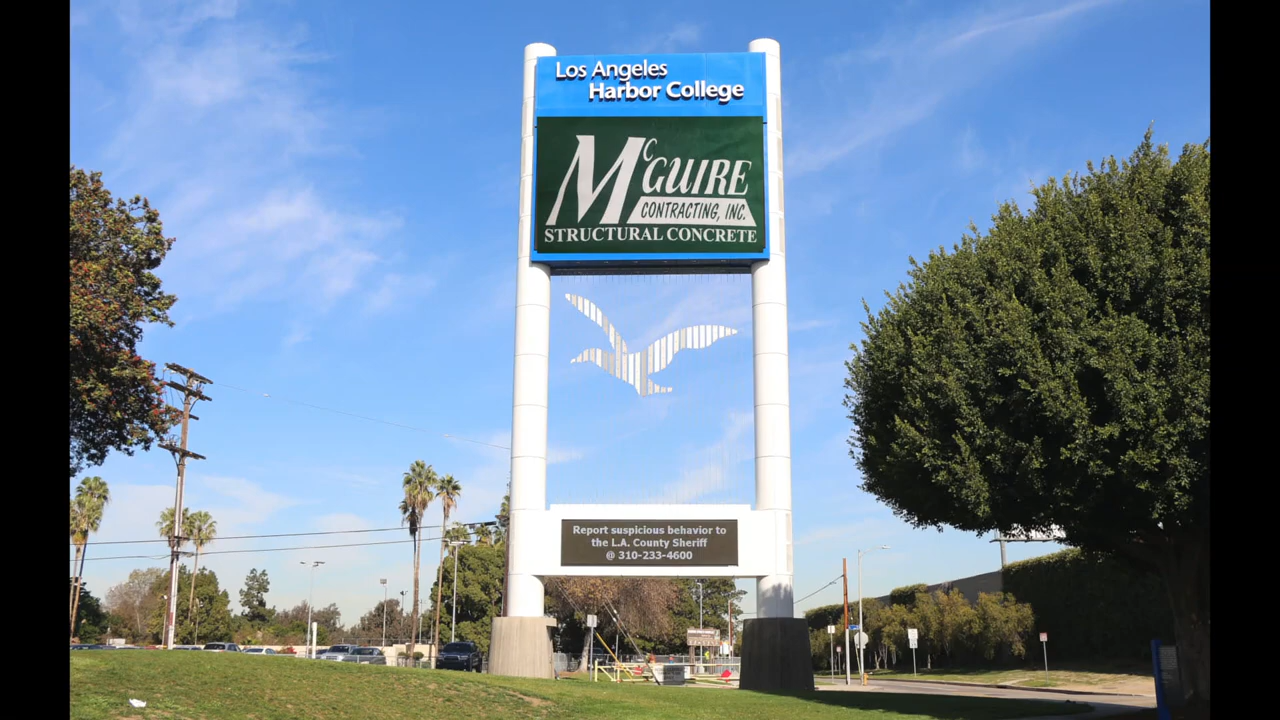 Los Angeles
Harbor College
McGUIRE
CONTRACTING, INC.
STRUCTURAL CONCRETE
Report suspicious behavior to
the L.A. County Sheriff
@ 310-233-4600